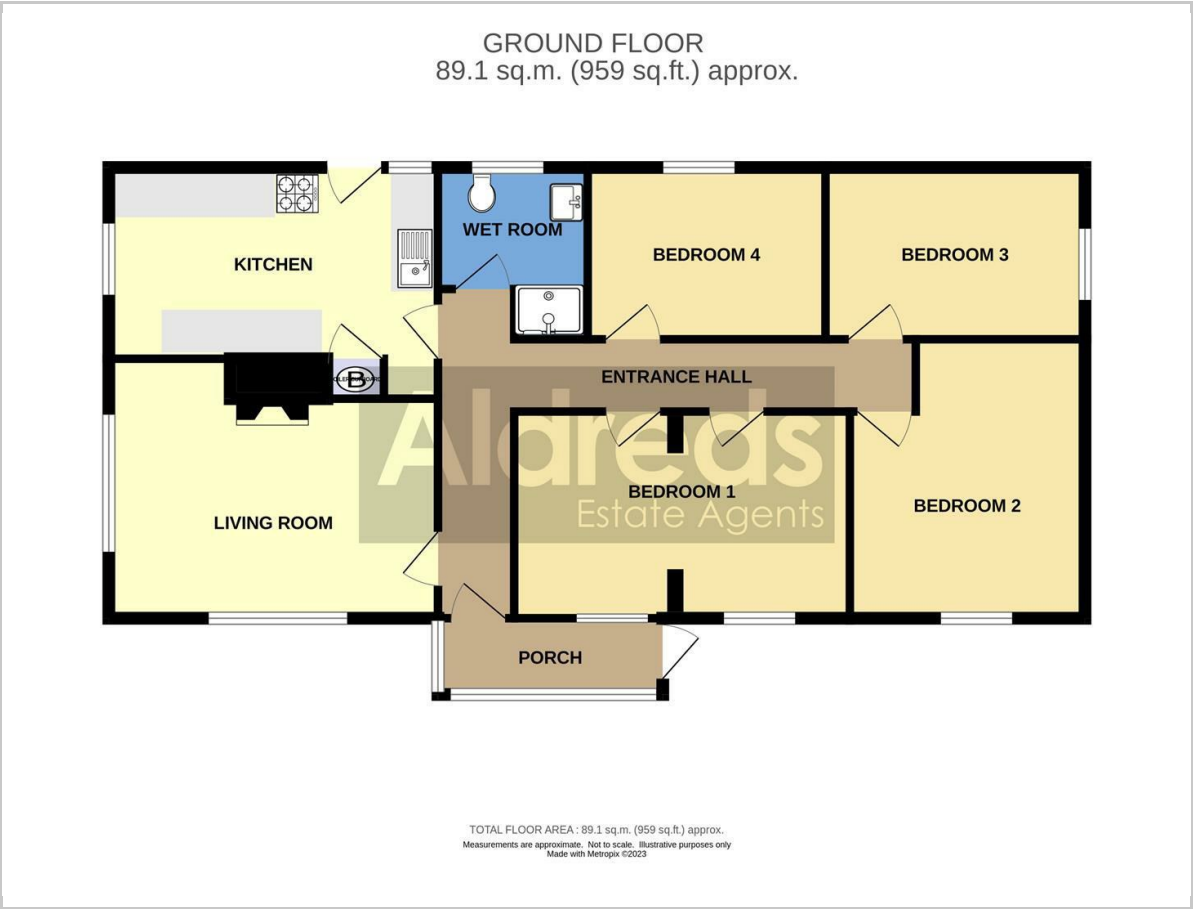 GROUND FLOOR
89.1 sq.m. (959 sq.ft.) approx.
WET ROOM
KITCHEN
BEDROOM 4
BEDROOM 3
B
ENTRANCE HALL
Aldreds
Estate Agents
BEDROOM 1
BEDROOM 2
LIVING ROOM
PORCH
TOTAL FLOOR AREA : 89.1 sq.m. (959 sq.ft.) approx.
Measurements are approximate. Not to scale. Illustrative purposes only
Made with Metropix ©2023